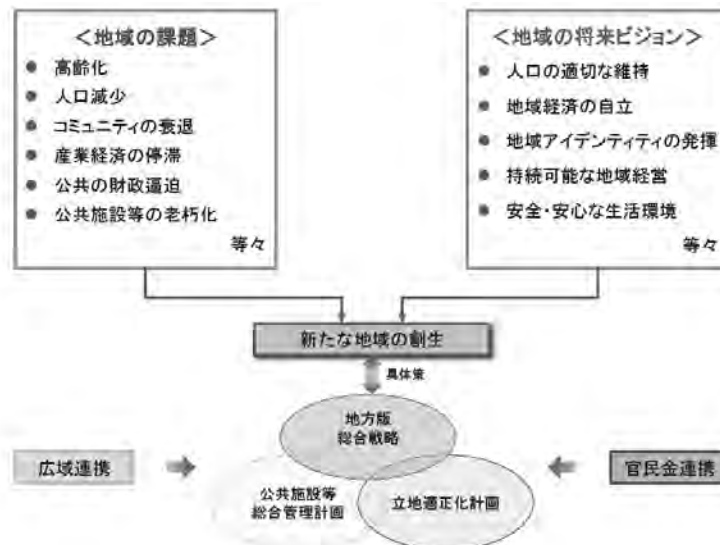 ＜地域の課題＞
● 高齢化
● 人口減少
● コミュニティの衰退
● 産業経済の停滞
● 公共の財政逼迫
● 公共施設等の老朽化
等々
＜地域の将来ビジョン＞
● 人口の適切な維持
● 地域経済の自立
● 地域アイデンティティの発揮
● 持続可能な地域経営
● 安全・安心な生活環境
等々
新たな地域の創生
具体策
地方版
総合戦略
広域連携
官民金連携
公共施設等
総合管理計画
立地適正化計画